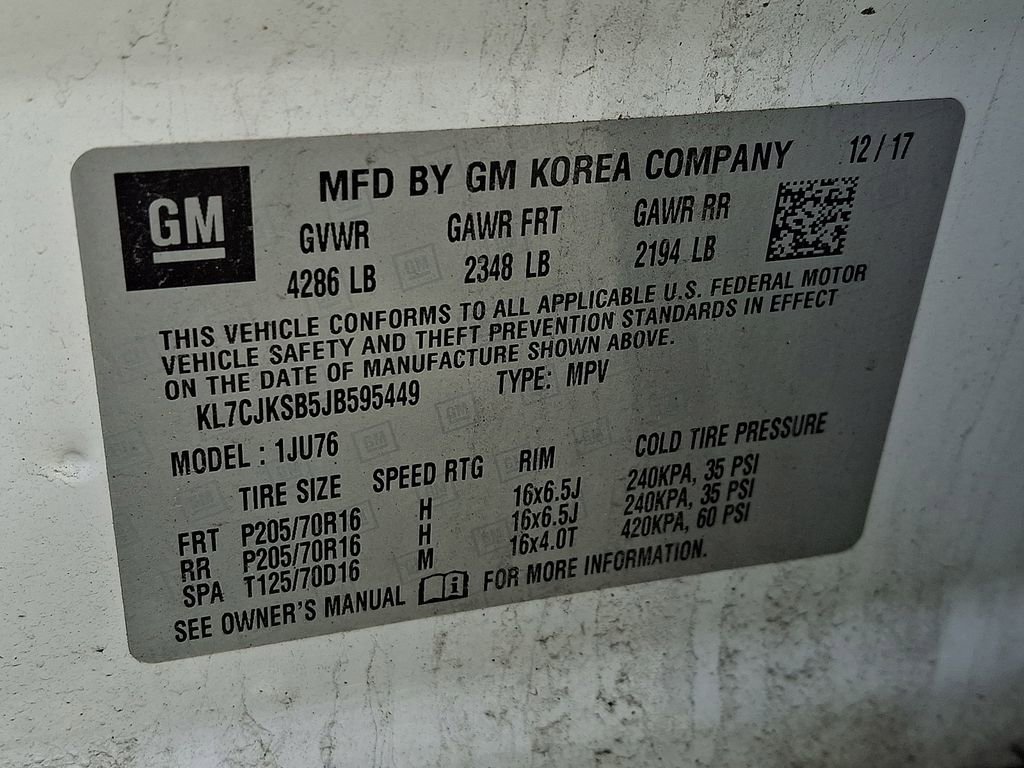 GM
MFD BY GM KOREA COMPANY 12/17
GVWR GAWR FRT GAWR RR
4286 LB 2348 LB 2194 LB
THIS VEHICLE CONFORMS TO ALL APPLICABLE U.S. FEDERAL MOTOR
VEHICLE SAFETY AND THEFT PREVENTION STANDARDS IN EFFECT
ON THE DATE OF MANUFACTURE SHOWN ABOVE.
KL7CJKSB5JB595449 TYPE: MPV
MODEL : 1JU76
TIRE SIZE SPEED RTG RIM COLD TIRE PRESSURE
FRT P205/70R16 H 16x6.5J 240KPA, 35 PSI
RR P205/70R16 H 16x6.5J 240KPA, 35 PSI
SPA T125/70D16 M 16x4.0T 420KPA, 60 PSI
SEE OWNER'S MANUAL FOR MORE INFORMATION.